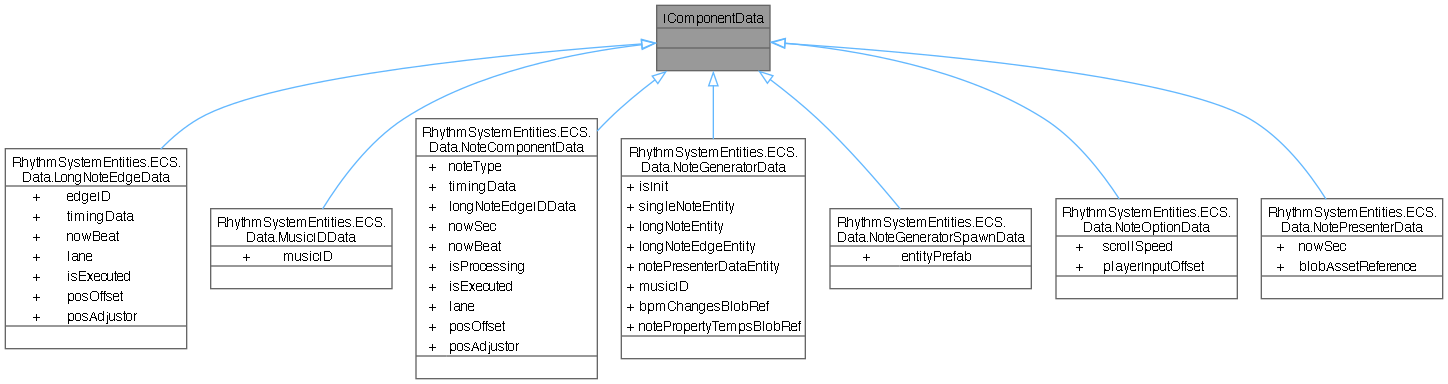 IComponentData
RhythmSystemEntities.ECS.
Data.LongNoteEdgeData
+ edgeID
+ timingData
+ nowBeat
+ lane
+ isExecuted
+ posOffset
+ posAdjustor
RhythmSystemEntities.ECS.
Data.MusicIDData
+ musicID
RhythmSystemEntities.ECS.
Data.NoteComponentData
+ noteType
+ timingData
+ longNoteEdgeIDData
+ nowSec
+ nowBeat
+ isProcessing
+ isExecuted
+ lane
+ posOffset
+ posAdjustor
RhythmSystemEntities.ECS.
Data.NoteGeneratorData
+ isInit
+ singleNoteEntity
+ longNoteEntity
+ longNoteEdgeEntity
+ notePresenterDataEntity
+ musicID
+ bpmChangesBlobRef
+ notePropertyTempsBlobRef
RhythmSystemEntities.ECS.
Data.NoteGeneratorSpawnData
+ entityPrefab
RhythmSystemEntities.ECS.
Data.NoteOptionData
+ scrollSpeed
+ playerInputOffset
RhythmSystemEntities.ECS.
Data.NotePresenterData
+ nowSec
+ blobAssetReference